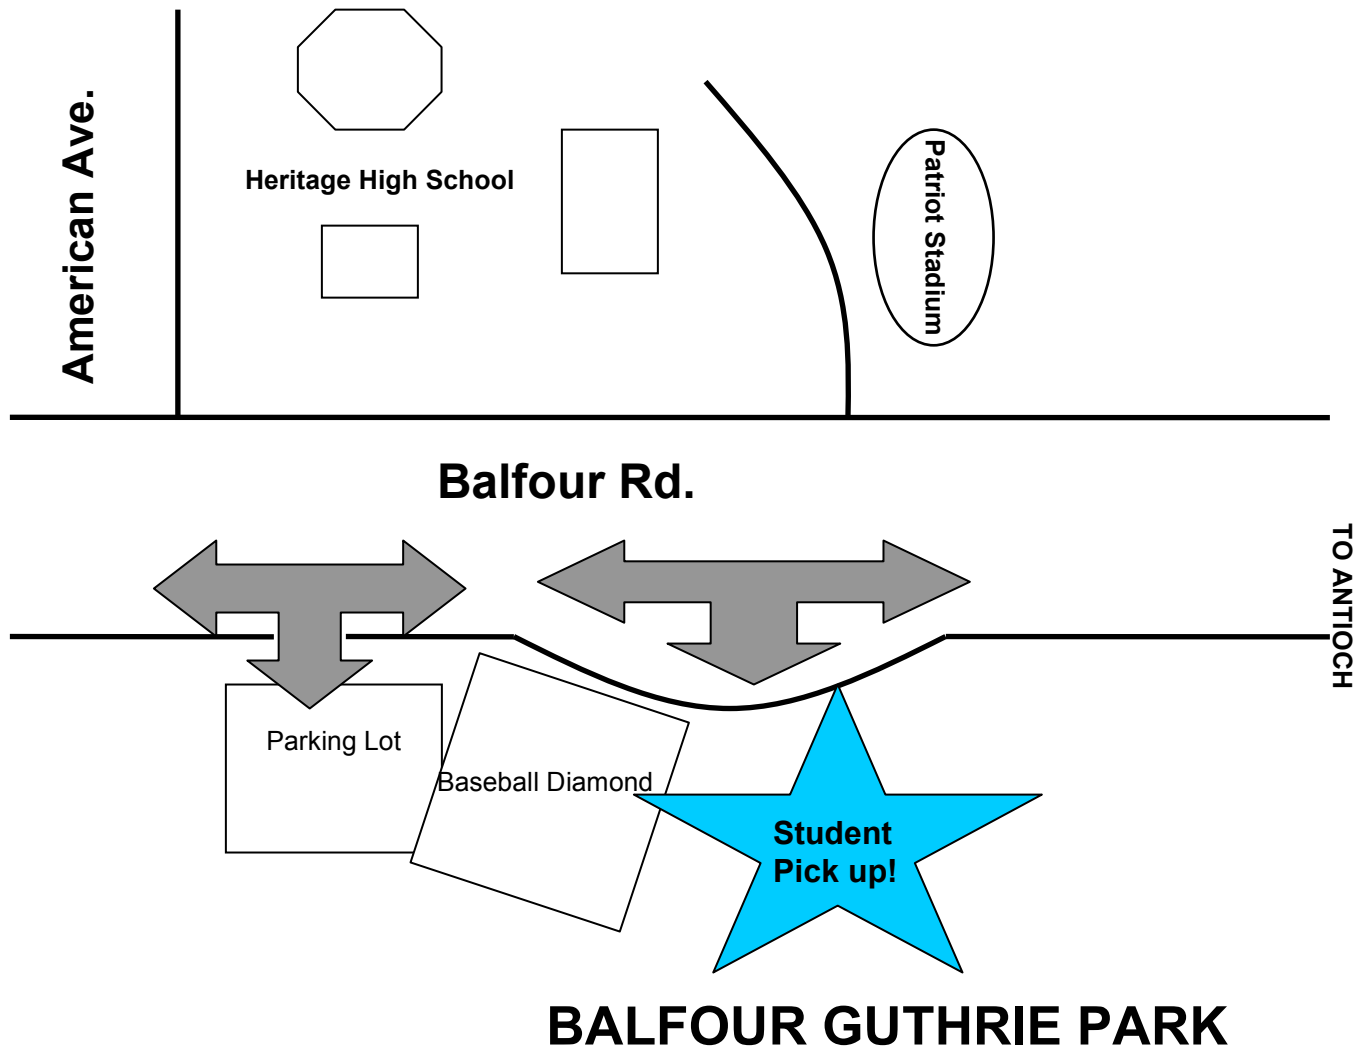 American Ave.
Heritage High School
Patriot Stadium
Balfour Rd.
TO ANTIOCH
Parking Lot
Baseball Diamond
Student
Pick up!
BALFOUR GUTHRIE PARK